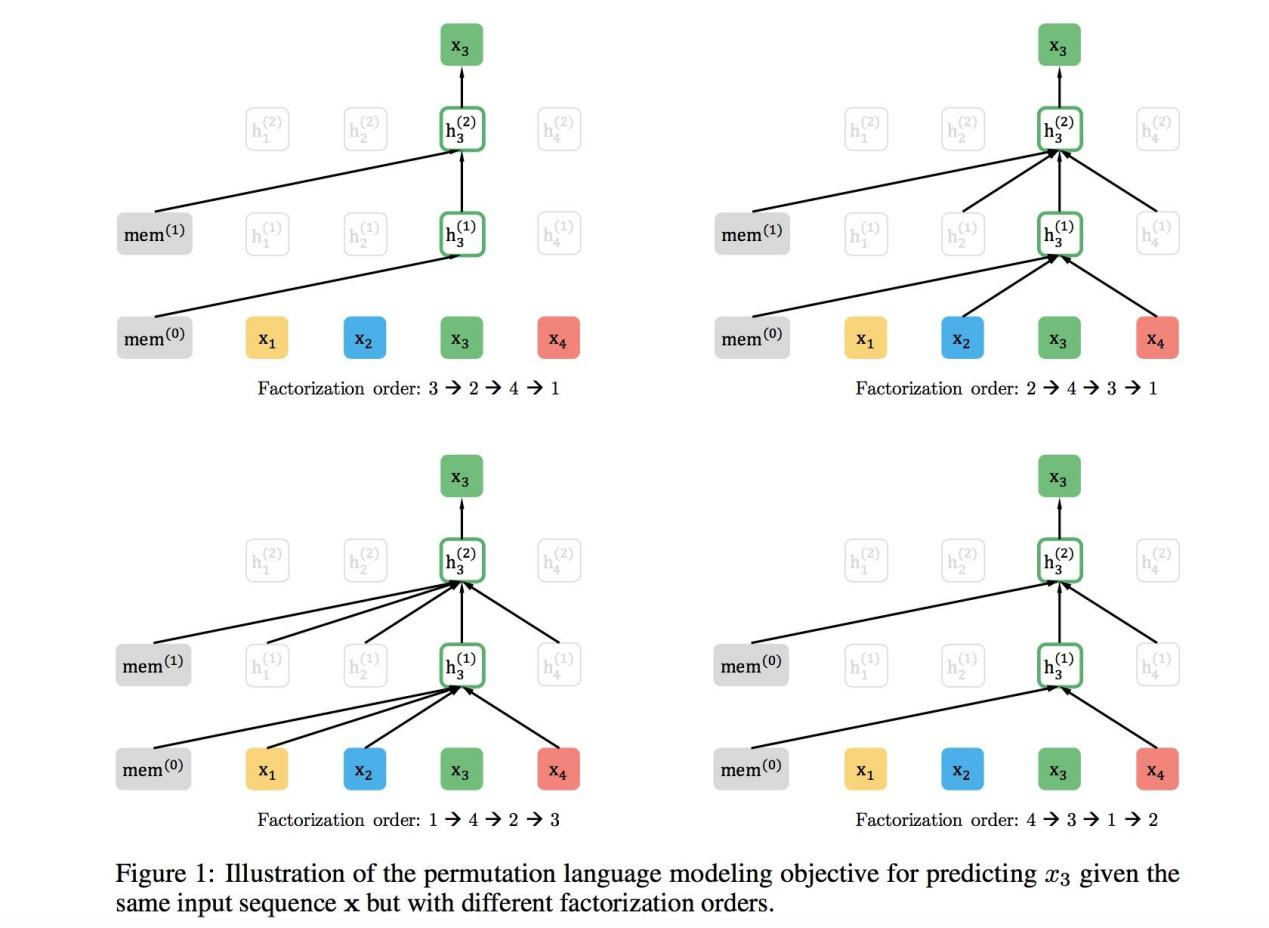 x₃
h₁⁽²⁾ h₂⁽²⁾ h₃⁽²⁾ h₄⁽²⁾
mem⁽¹⁾ h₁⁽¹⁾ h₂⁽¹⁾ h₃⁽¹⁾ h₄⁽¹⁾
mem⁽⁰⁾ x₁ x₂ x₃ x₄
Factorization order: 3 → 2 → 4 → 1
x₃
h₁⁽²⁾ h₂⁽²⁾ h₃⁽²⁾ h₄⁽²⁾
mem⁽¹⁾ h₁⁽¹⁾ h₂⁽¹⁾ h₃⁽¹⁾ h₄⁽¹⁾
mem⁽⁰⁾ x₁ x₂ x₃ x₄
Factorization order: 2 → 4 → 3 → 1
x₃
h₁⁽²⁾ h₂⁽²⁾ h₃⁽²⁾ h₄⁽²⁾
mem⁽¹⁾ h₁⁽¹⁾ h₂⁽¹⁾ h₃⁽¹⁾ h₄⁽¹⁾
mem⁽⁰⁾ x₁ x₂ x₃ x₄
Factorization order: 1 → 4 → 2 → 3
x₃
h₁⁽²⁾ h₂⁽²⁾ h₃⁽²⁾ h₄⁽²⁾
mem⁽⁰⁾ h₁⁽¹⁾ h₂⁽¹⁾ h₃⁽¹⁾ h₄⁽¹⁾
mem⁽⁰⁾ x₁ x₂ x₃ x₄
Factorization order: 4 → 3 → 1 → 2
Figure 1: Illustration of the permutation language modeling objective for predicting x₃ given the
same input sequence x but with different factorization orders.